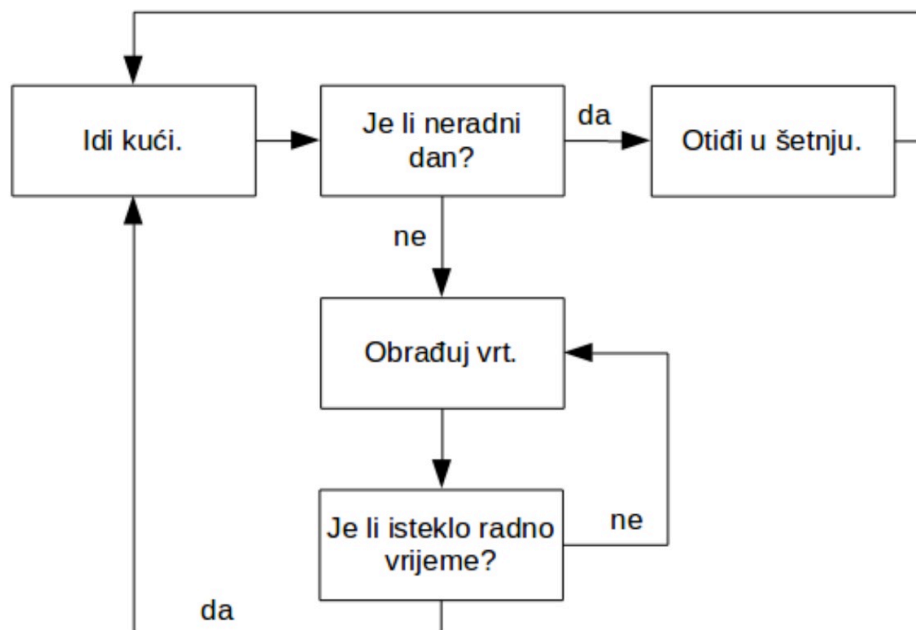 Idi kući.
Je li neradni
dan?
da
Otiđi u šetnju.
ne
Obrađuj vrt.
Je li isteklo radno
vrijeme?
ne
da